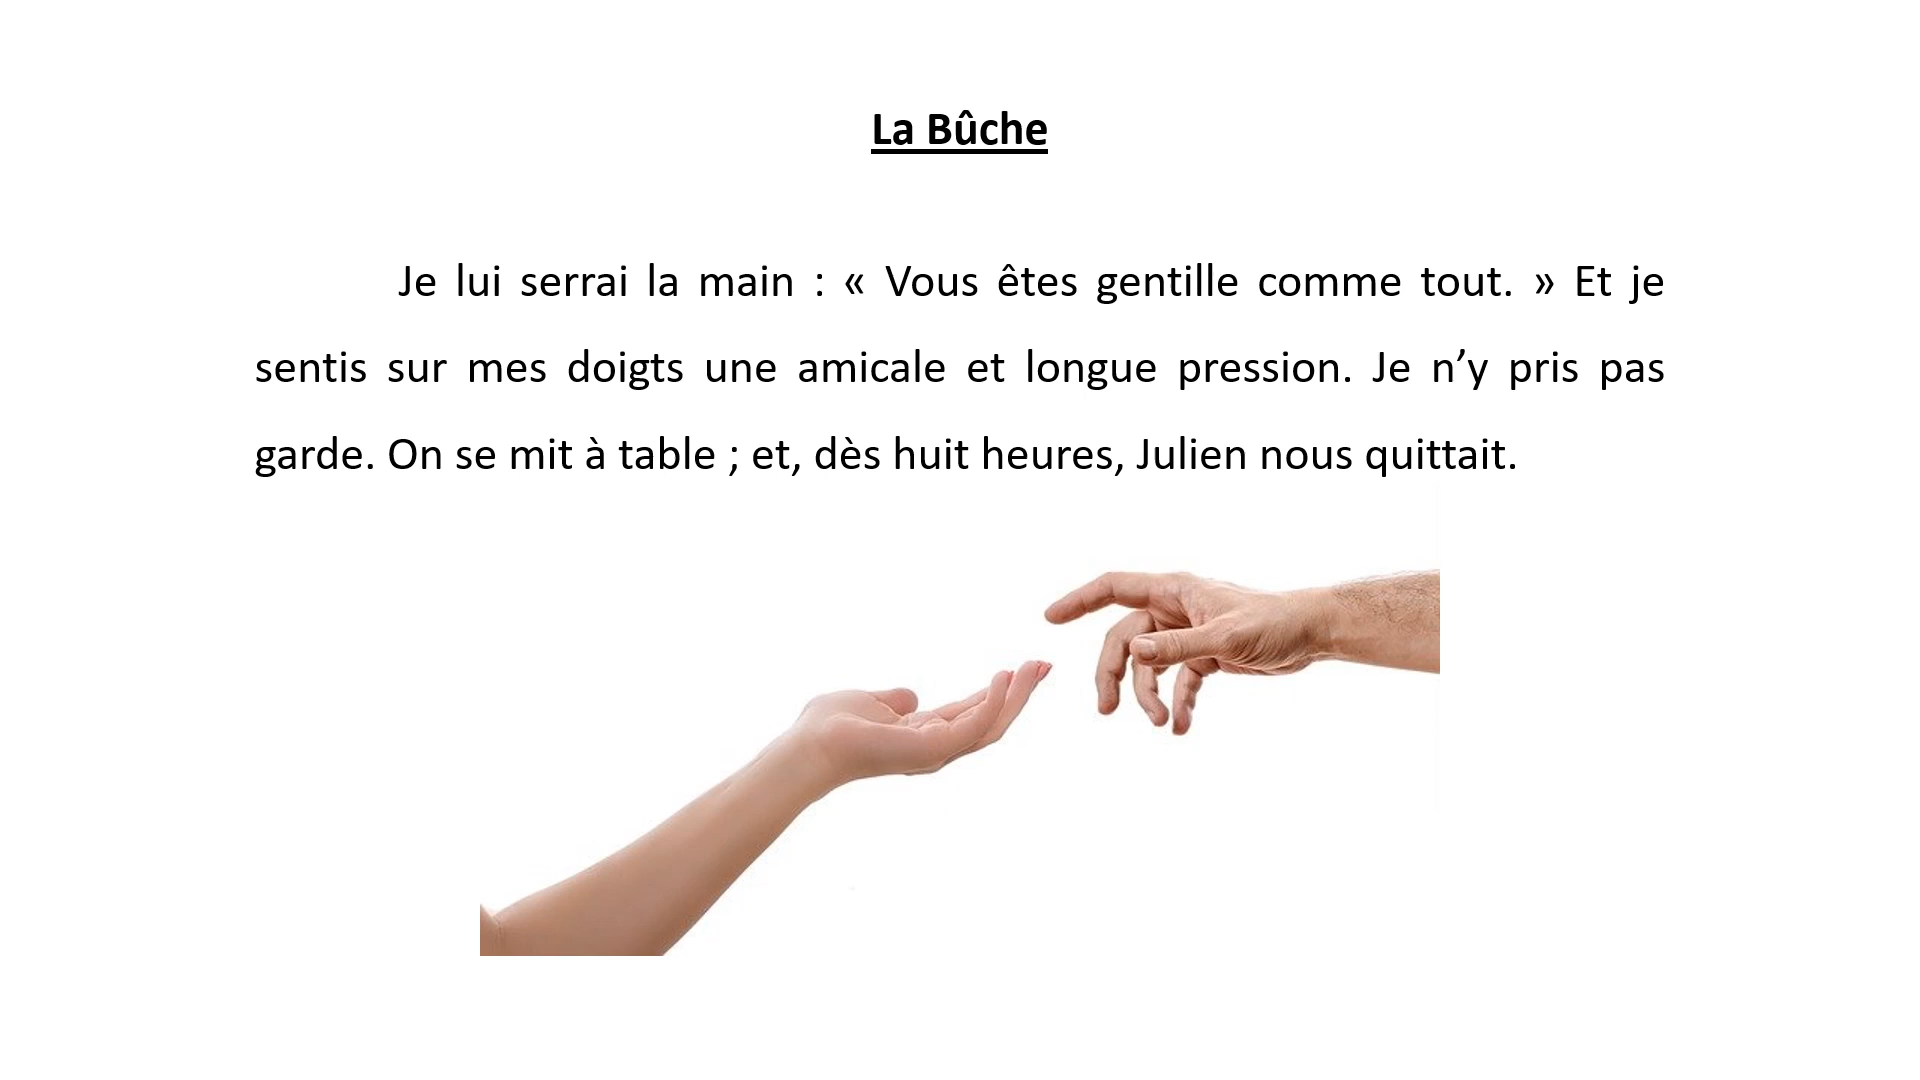 La Bûche
Je lui serrai la main : « Vous êtes gentille comme tout. » Et je
sentis sur mes doigts une amicale et longue pression. Je n’y pris pas
garde. On se mit à table ; et, dès huit heures, Julien nous quittait.